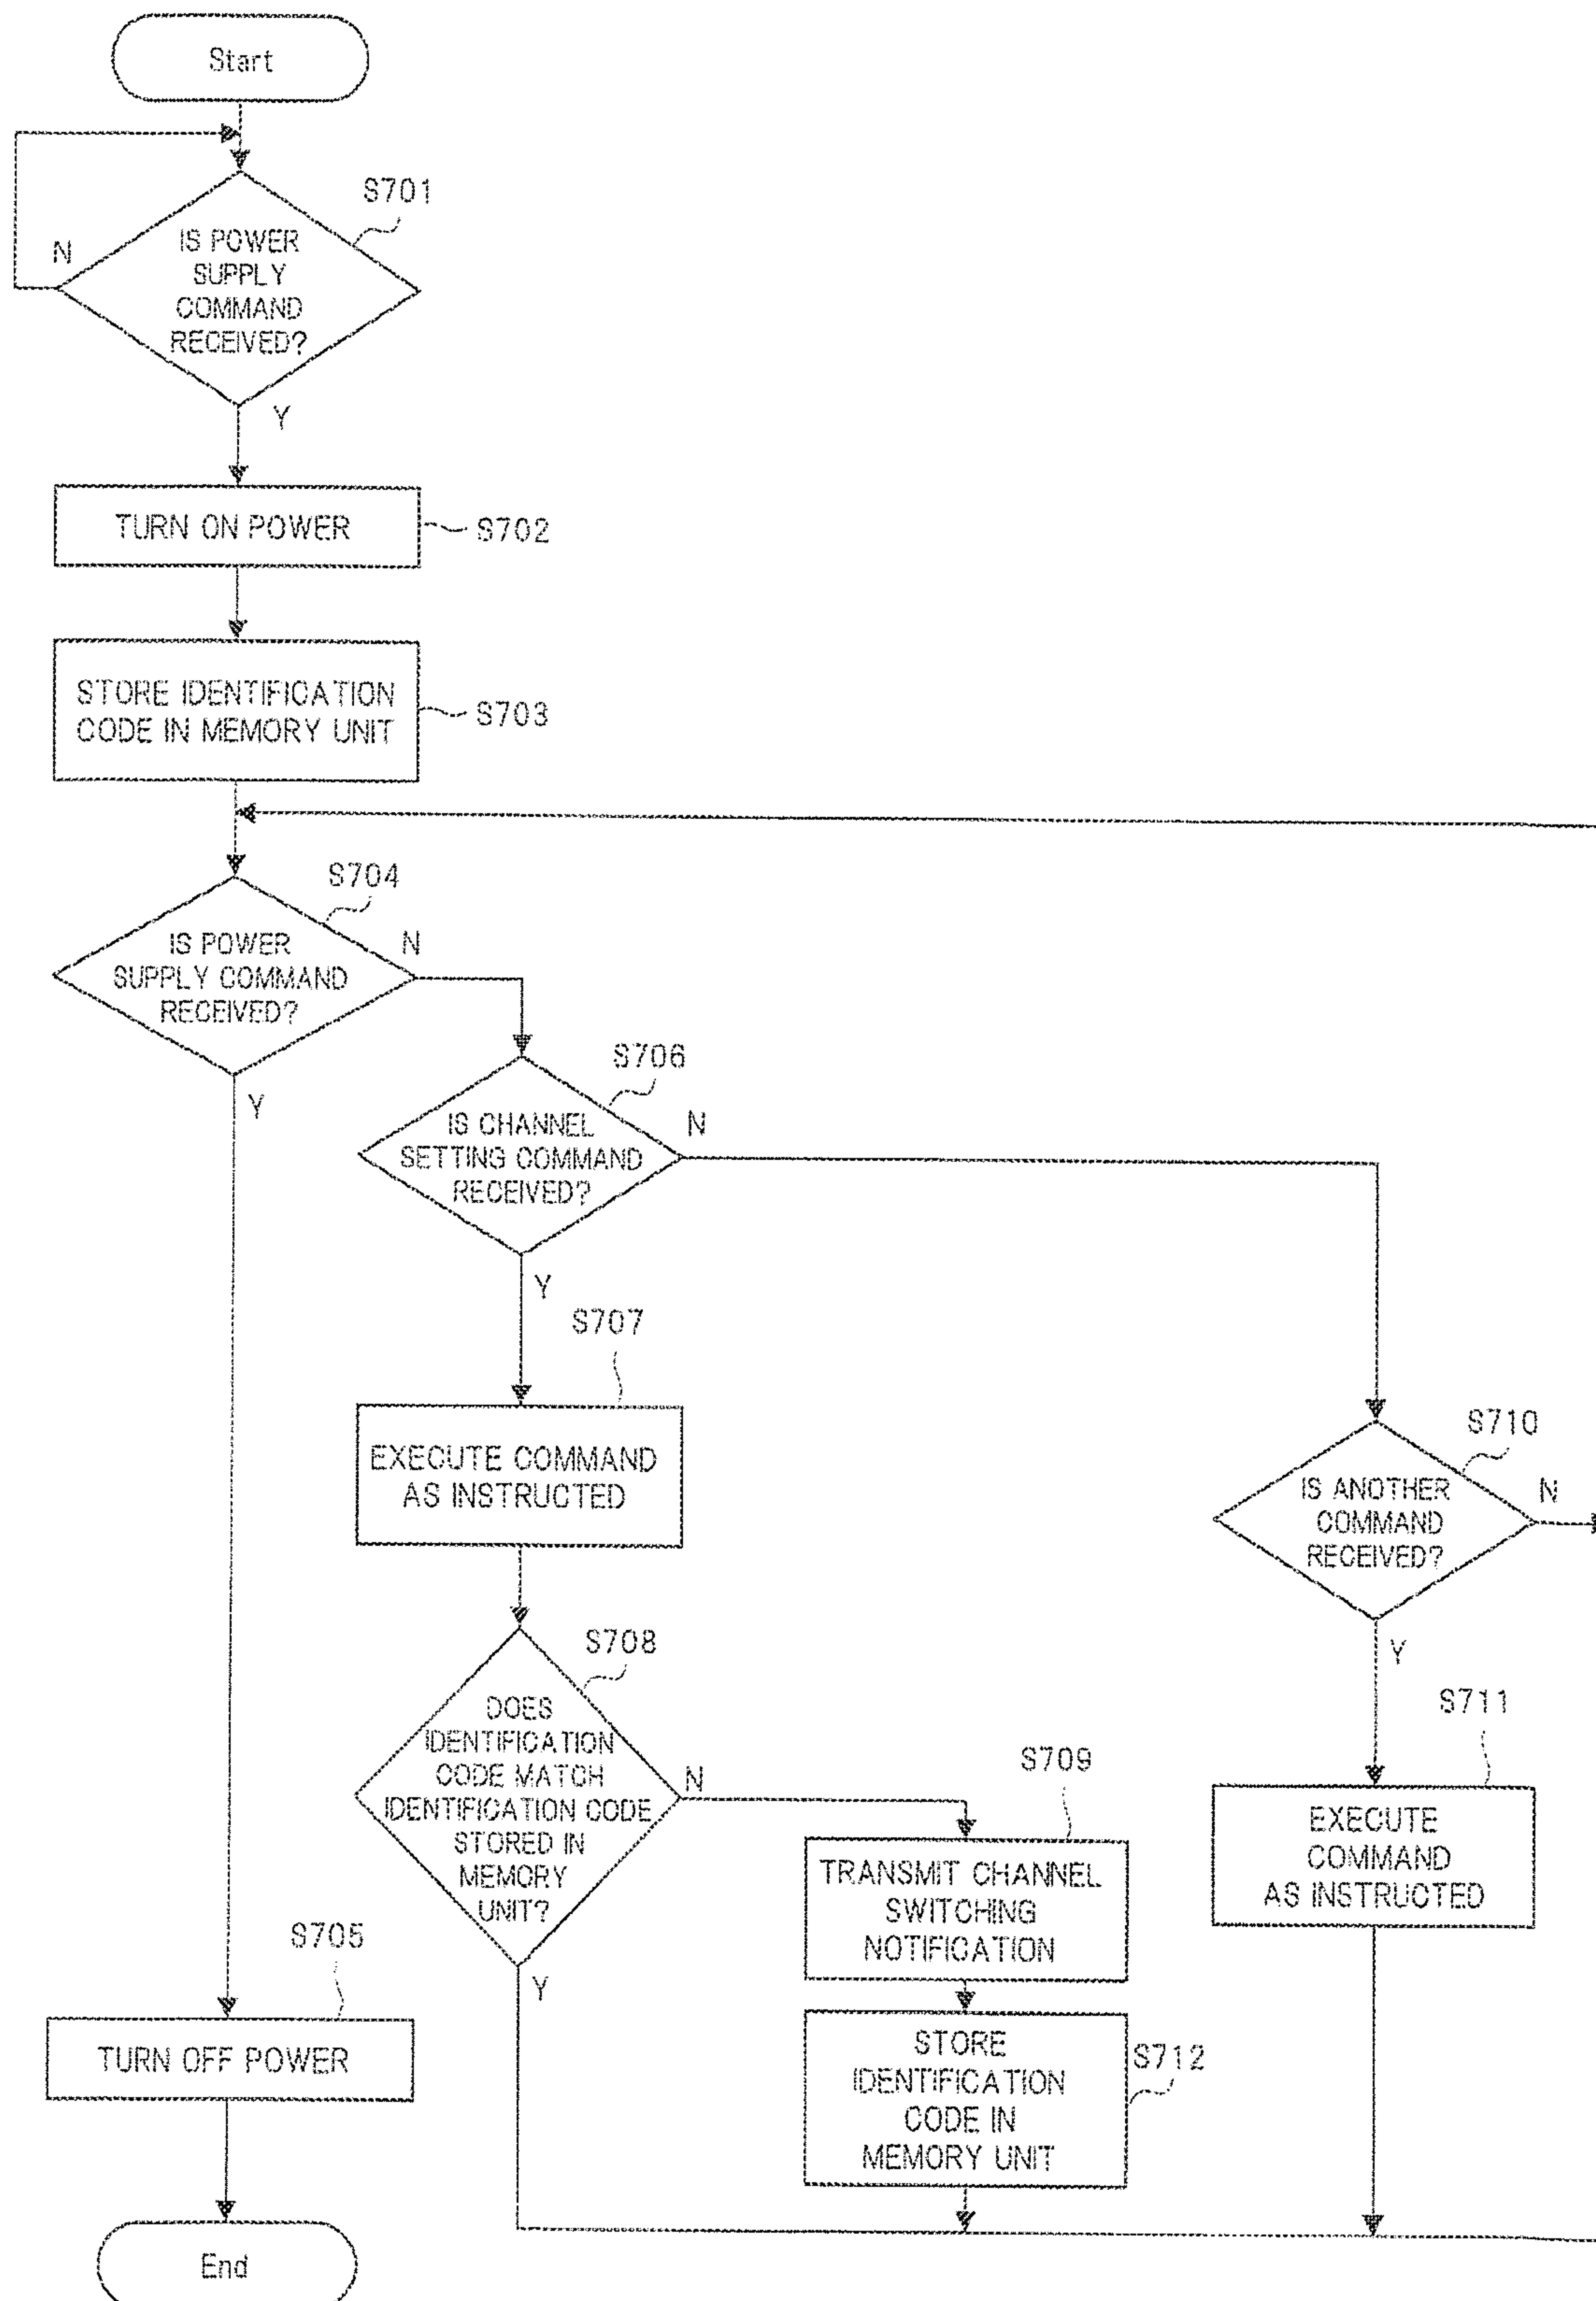 Start
S701
N
IS POWER
SUPPLY
COMMAND
RECEIVED?
Y
TURN ON POWER
S702
STORE IDENTIFICATION
CODE IN MEMORY UNIT
S703
S704
IS POWER
SUPPLY COMMAND
RECEIVED?
N
Y
S706
IS CHANNEL
SETTING COMMAND
RECEIVED?
N
Y
S707
EXECUTE COMMAND
AS INSTRUCTED
S710
IS ANOTHER
COMMAND
RECEIVED?
N
Y
S708
DOES
IDENTIFICATION
CODE MATCH
IDENTIFICATION CODE
STORED IN
MEMORY
UNIT?
N
Y
S709
TRANSMIT CHANNEL
SWITCHING
NOTIFICATION
S711
EXECUTE
COMMAND
AS INSTRUCTED
S705
TURN OFF POWER
STORE
IDENTIFICATION
CODE IN
MEMORY UNIT
S712
End